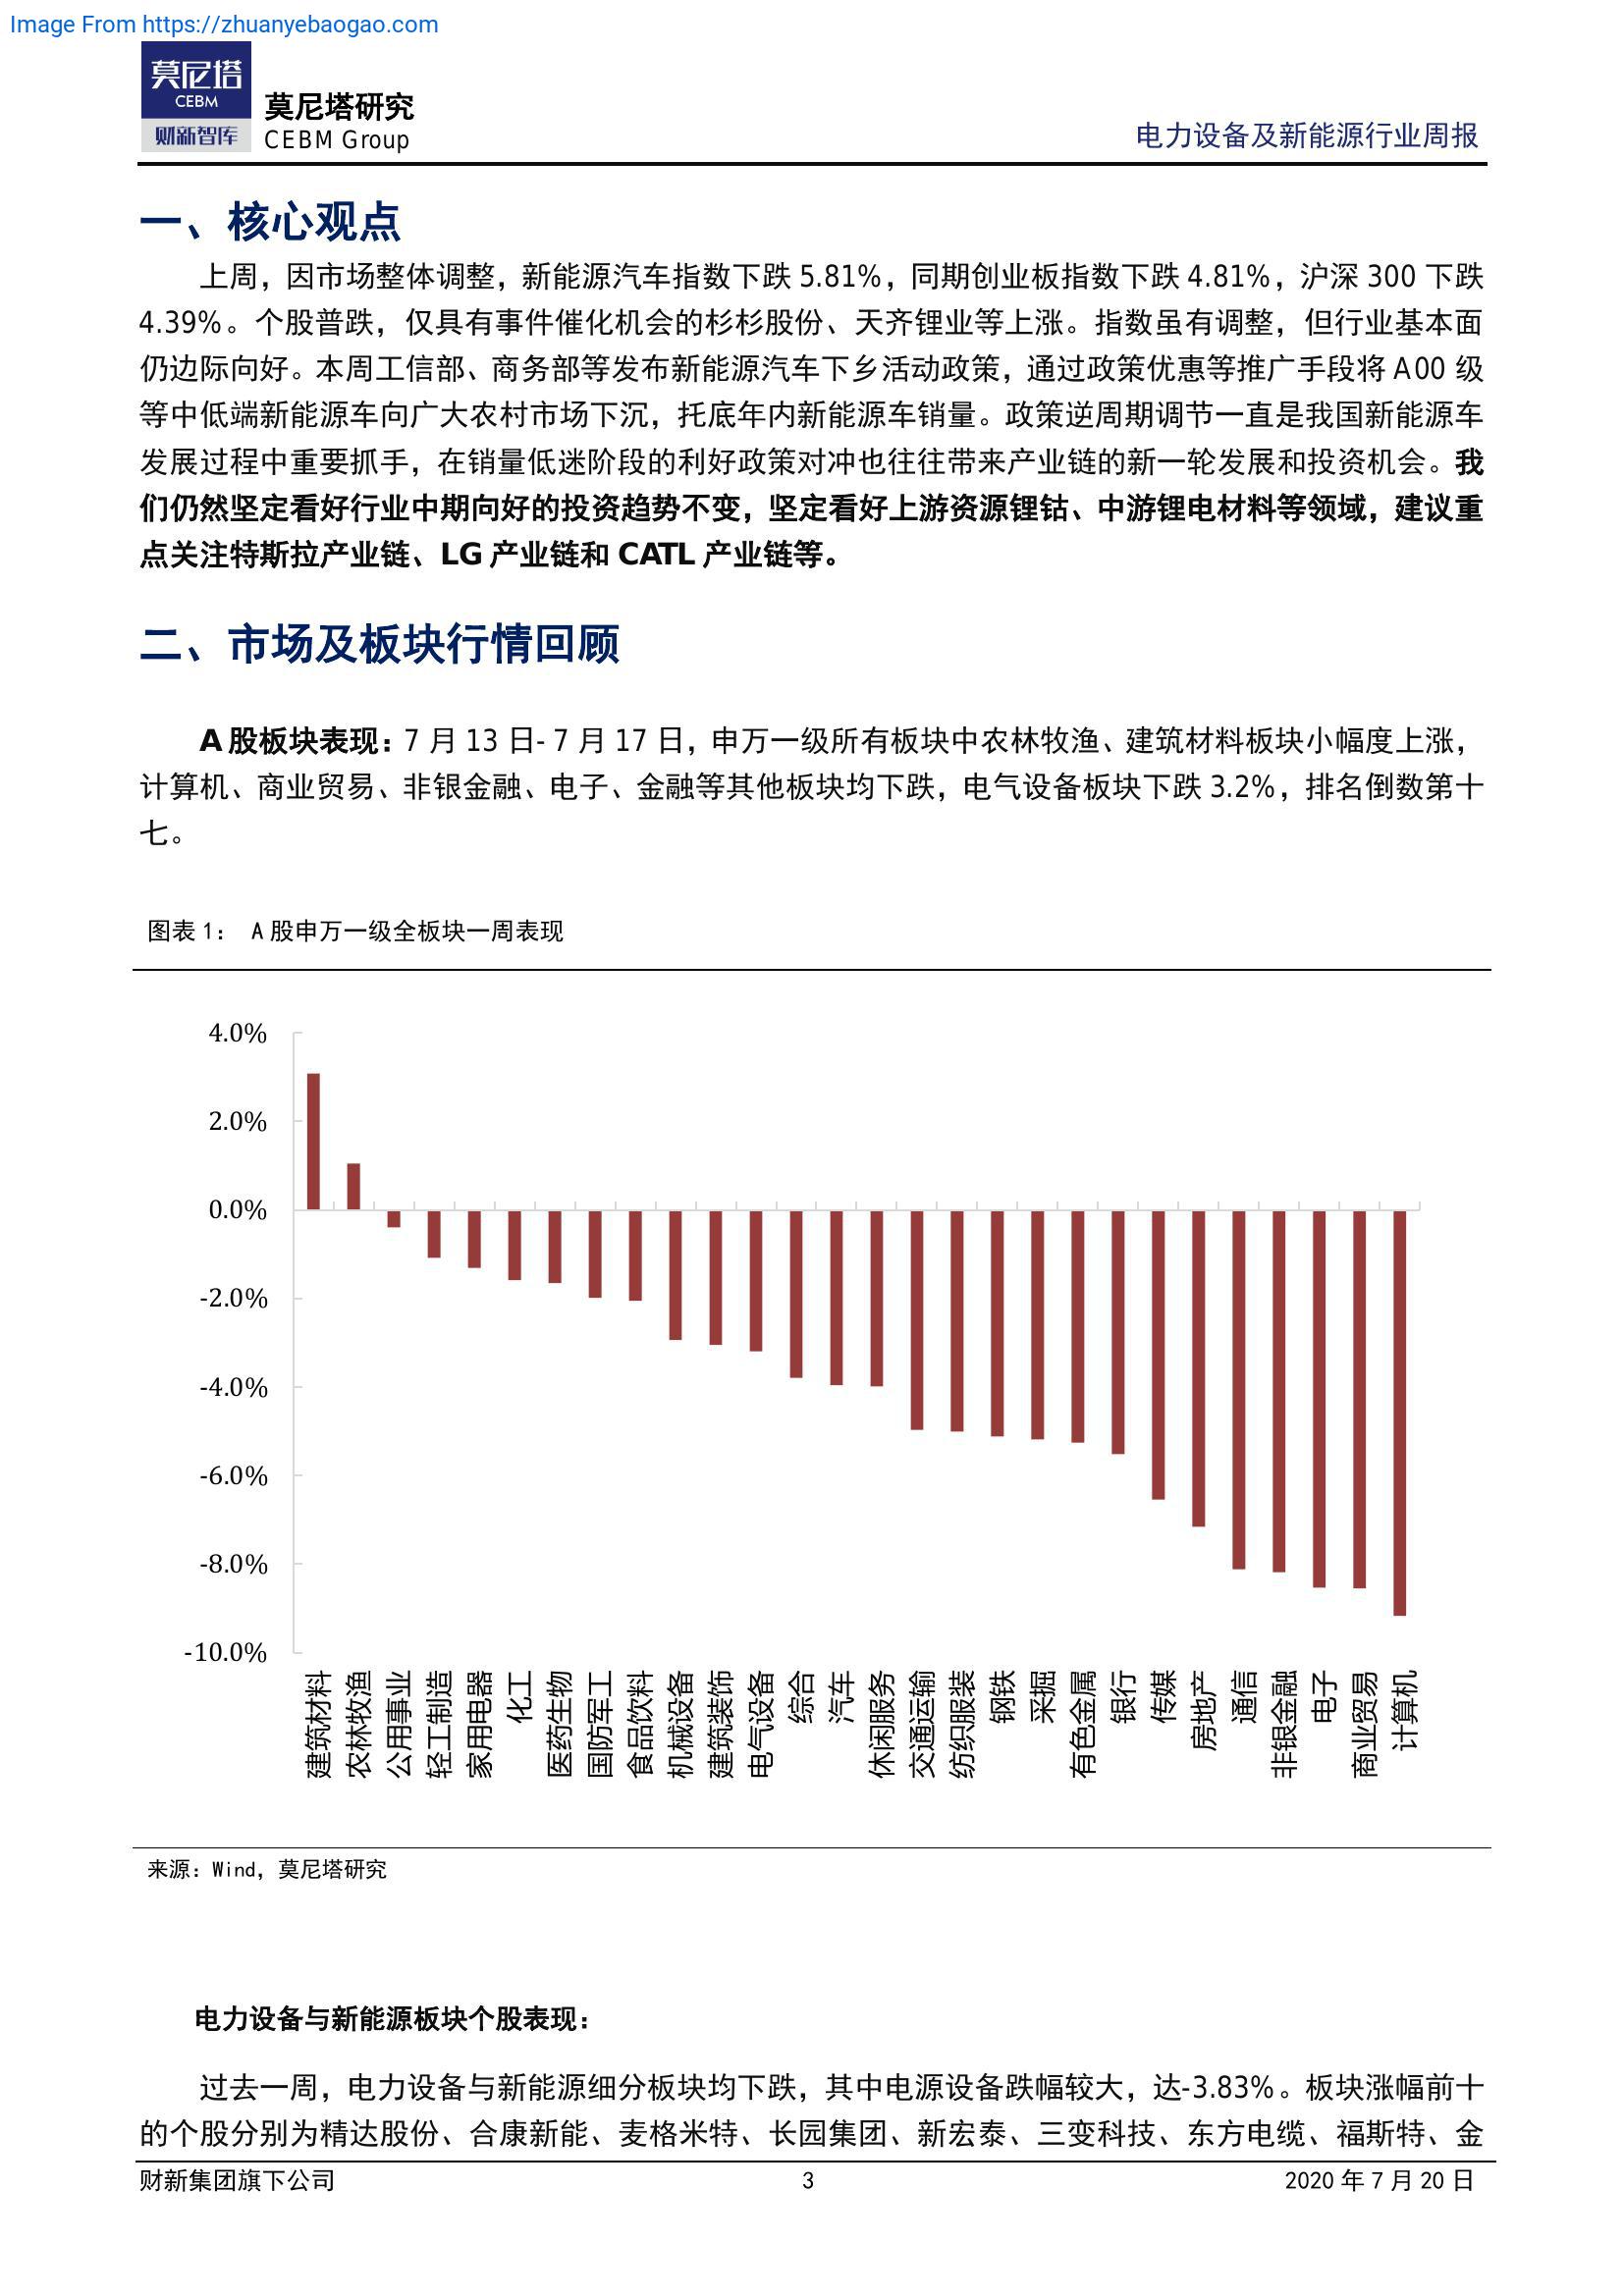 Image From https://zhuanyebaogao.com
莫尼塔
CEBM
财新智库
莫尼塔研究
CEBM Group
电力设备及新能源行业周报
一、核心观点
上周，因市场整体调整，新能源汽车指数下跌 5.81%，同期创业板指数下跌 4.81%，沪深 300 下跌
4.39%。个股普跌，仅具有事件催化机会的杉杉股份、天齐锂业等上涨。指数虽有调整，但行业基本面
仍边际向好。本周工信部、商务部等发布新能源汽车下乡活动政策，通过政策优惠等推广手段将 A00 级
等中低端新能源车向广大农村市场下沉，托底年内新能源车销量。政策逆周期调节一直是我国新能源车
发展过程中重要抓手，在销量低迷阶段的利好政策对冲也往往带来产业链的新一轮发展和投资机会。我
们仍然坚定看好行业中期向好的投资趋势不变，坚定看好上游资源锂钴、中游锂电材料等领域，建议重
点关注特斯拉产业链、LG 产业链和 CATL 产业链等。
二、市场及板块行情回顾
A 股板块表现：7 月 13 日- 7 月 17 日，申万一级所有板块中农林牧渔、建筑材料板块小幅度上涨，
计算机、商业贸易、非银金融、电子、金融等其他板块均下跌，电气设备板块下跌 3.2%，排名倒数第十
七。
图表 1： A 股申万一级全板块一周表现
4.0%
2.0%
0.0%
-2.0%
-4.0%
-6.0%
-8.0%
-10.0%
建筑材料
农林牧渔
公用事业
轻工制造
家用电器
化工
医药生物
国防军工
食品饮料
机械设备
建筑装饰
电气设备
综合
汽车
休闲服务
交通运输
纺织服装
钢铁
采掘
有色金属
银行
传媒
房地产
通信
非银金融
电子
商业贸易
计算机
来源：Wind，莫尼塔研究
电力设备与新能源板块个股表现：
过去一周，电力设备与新能源细分板块均下跌，其中电源设备跌幅较大，达-3.83%。板块涨幅前十
的个股分别为精达股份、合康新能、麦格米特、长园集团、新宏泰、三变科技、东方电缆、福斯特、金
财新集团旗下公司
3
2020 年 7 月 20 日